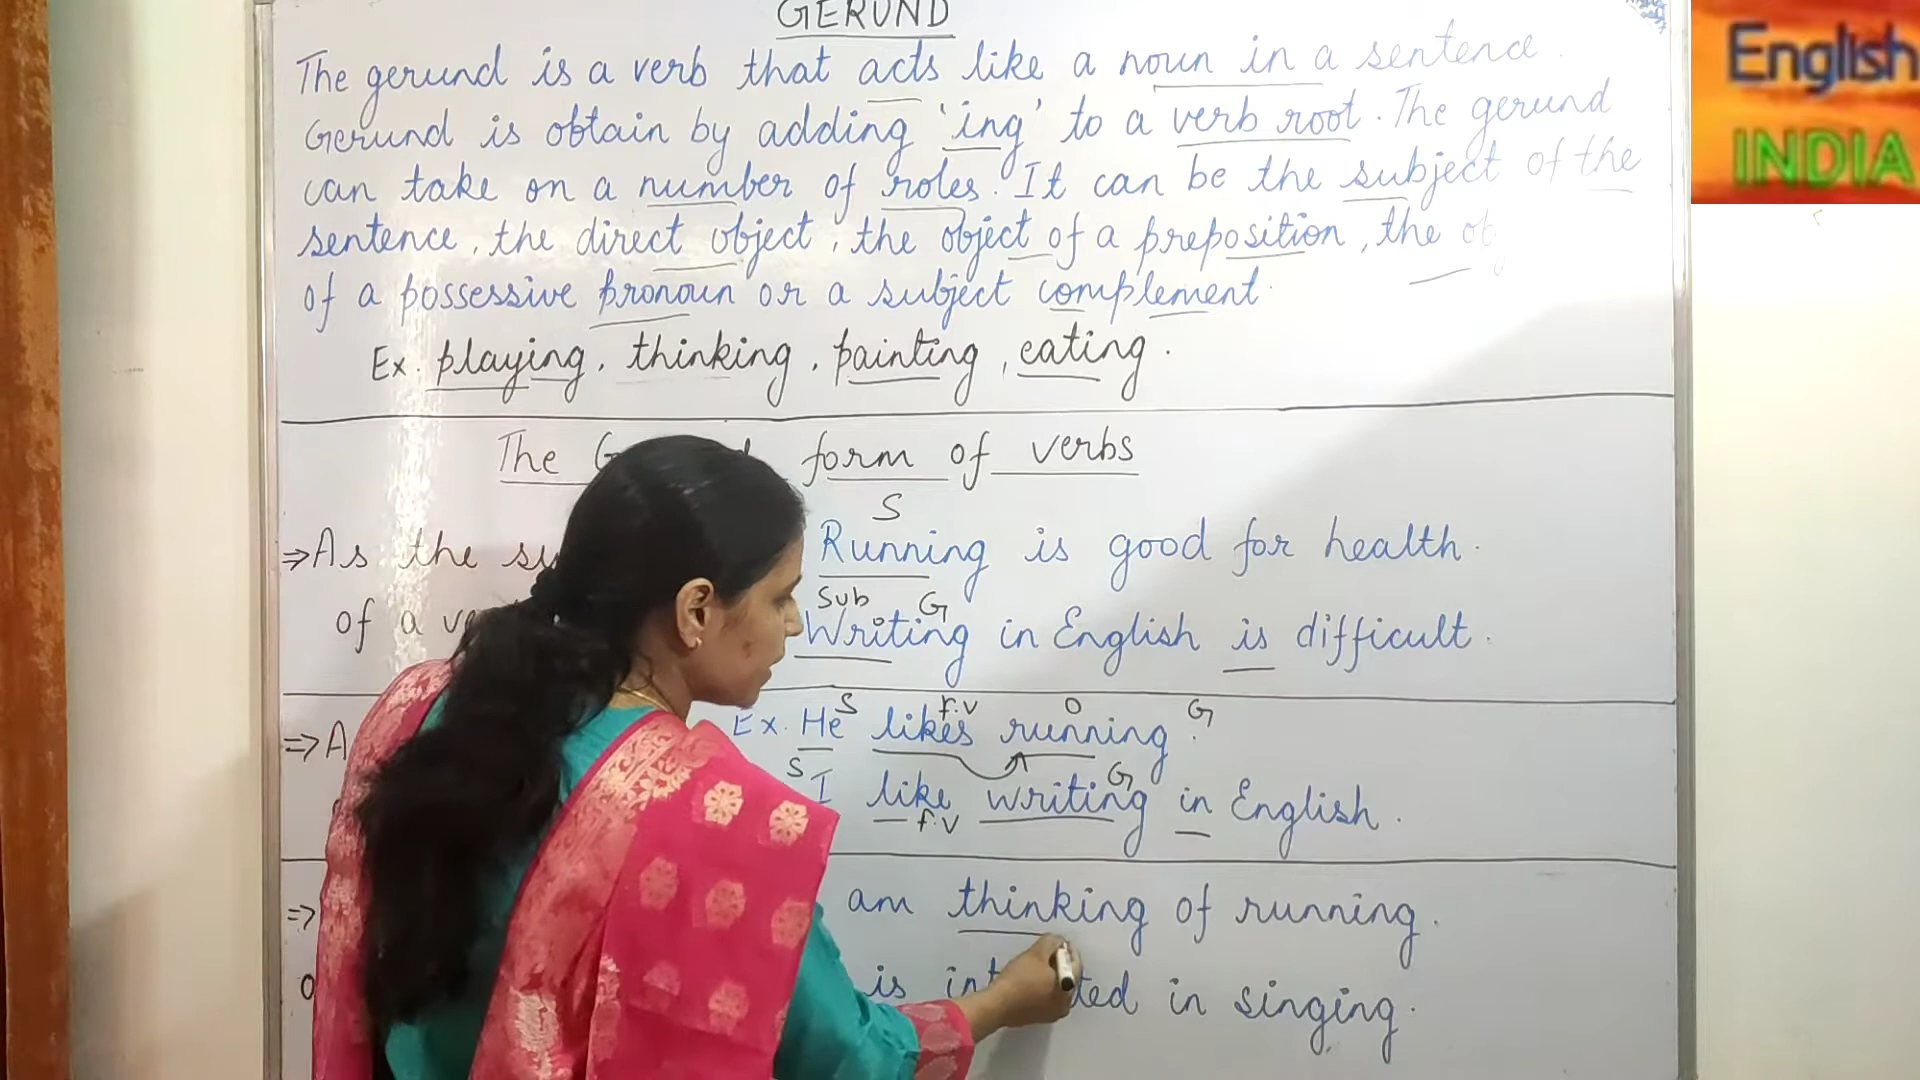 GERUND
The gerund is a verb that acts like a noun in a sentence.
Gerund is obtain by adding 'ing' to a verb root. The gerund
can take on a number of roles. It can be the subject of the
sentence, the direct object, the object of a preposition, the
of a possessive pronoun or a subject complement.
Ex. playing, thinking, painting, eating.
The form of verbs
S
⇒ As the Running is good for health.
Sub G
of a Writing in English is difficult.
S F.V O G
⇒ A Ex. He likes running.
S G
I like writing in English.
F.V
⇒ am thinking of running.
is in singing.
English
INDIA